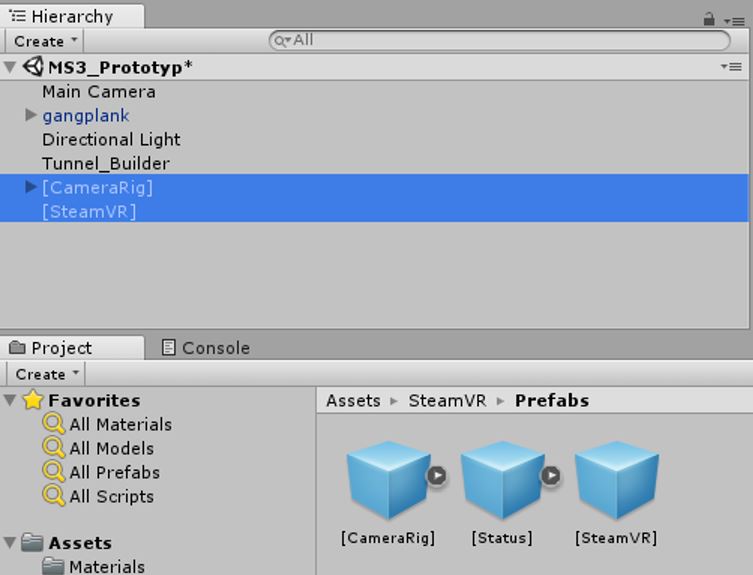 Hierarchy
Create All
MS3_Prototyp*
Main Camera
gangplank
Directional Light
Tunnel_Builder
[CameraRig]
[SteamVR]
Project Console
Create
Favorites
All Materials
All Models
All Prefabs
All Scripts
Assets
Materials
Assets SteamVR Prefabs
[CameraRig] [Status] [SteamVR]